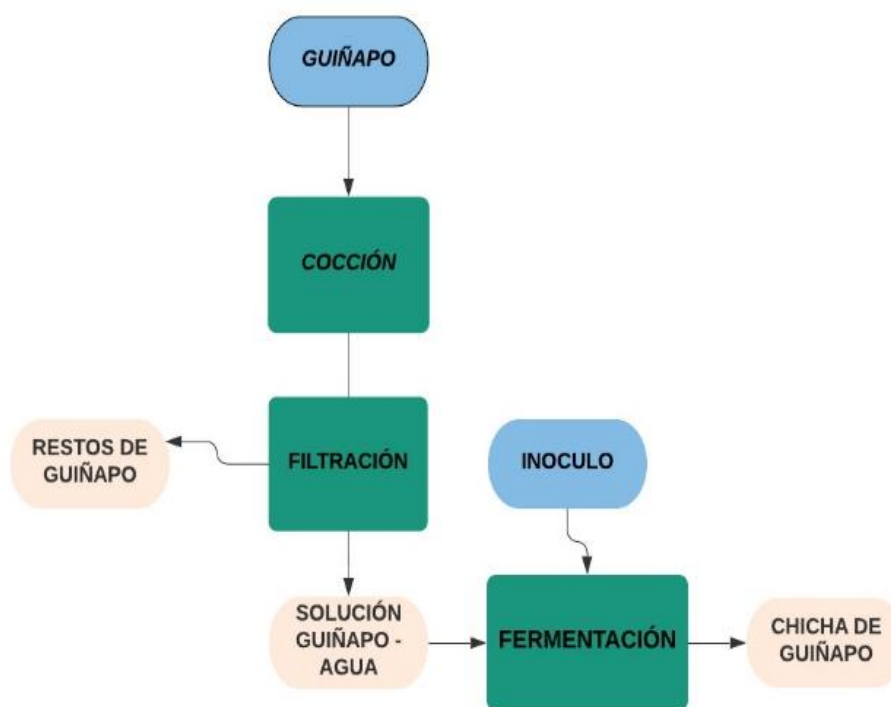 GUIÑAPO
COCCIÓN
FILTRACIÓN
RESTOS DE
GUIÑAPO
INOCULO
SOLUCIÓN
GUIÑAPO -
AGUA
FERMENTACIÓN
CHICHA DE
GUIÑAPO